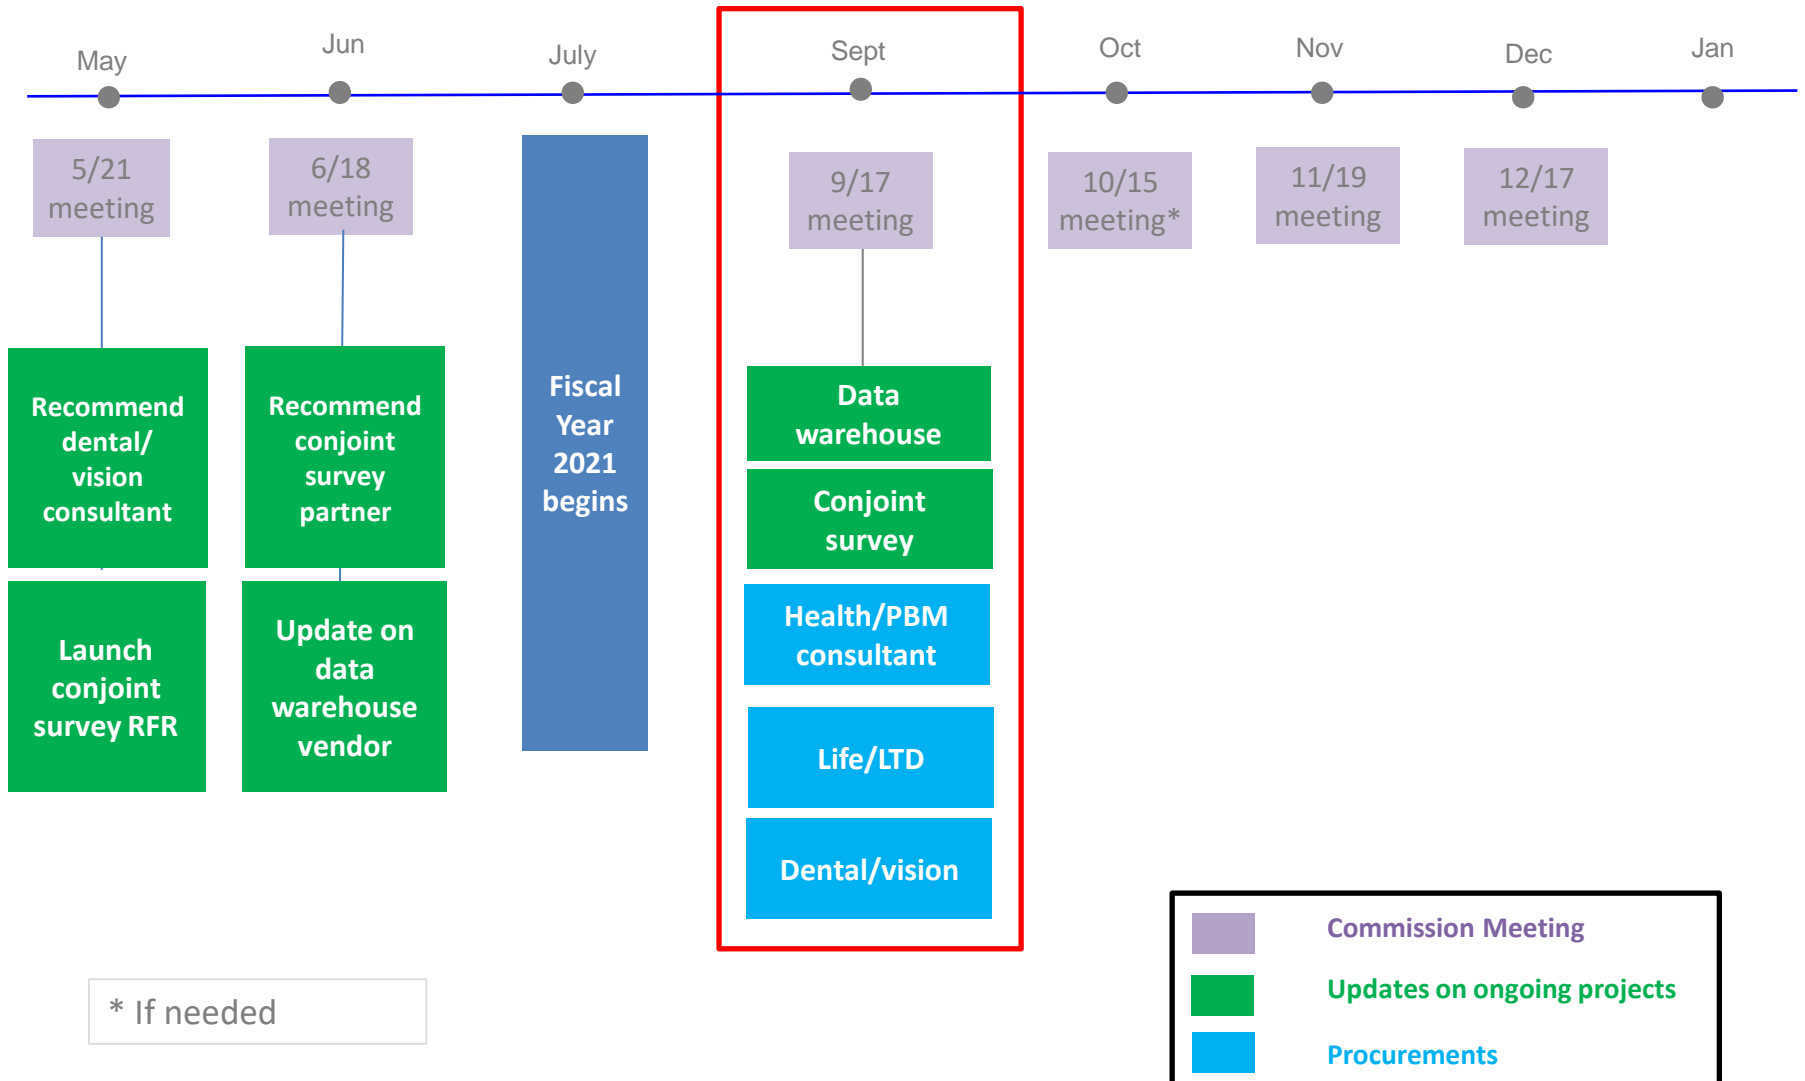 May
Jun
July
Sept
Oct
Nov
Dec
Jan
5/21
meeting
6/18
meeting
9/17
meeting
10/15
meeting*
11/19
meeting
12/17
meeting
Recommend
dental/
vision
consultant
Launch
conjoint
survey RFR
Recommend
conjoint
survey
partner
Update on
data
warehouse
vendor
Fiscal
Year
2021
begins
Data
warehouse
Conjoint
survey
Health/PBM
consultant
Life/LTD
Dental/vision
* If needed
Commission Meeting
Updates on ongoing projects
Procurements